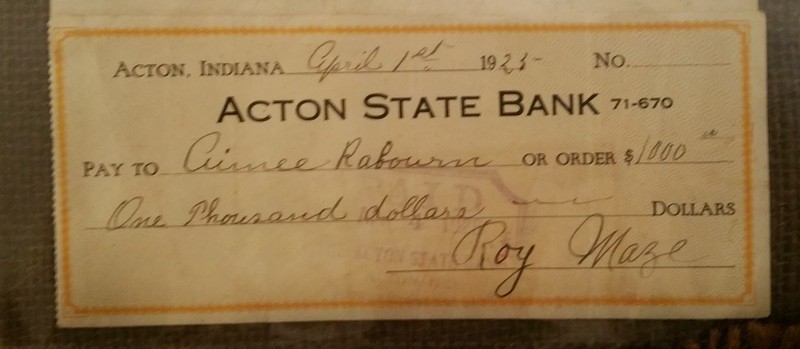 ACTON, INDIANA April 1st 1925 NO.
ACTON STATE BANK 71-670
PAY TO Aimee Rabourn OR ORDER $1000
One Thousand dollars DOLLARS
Roy Maze